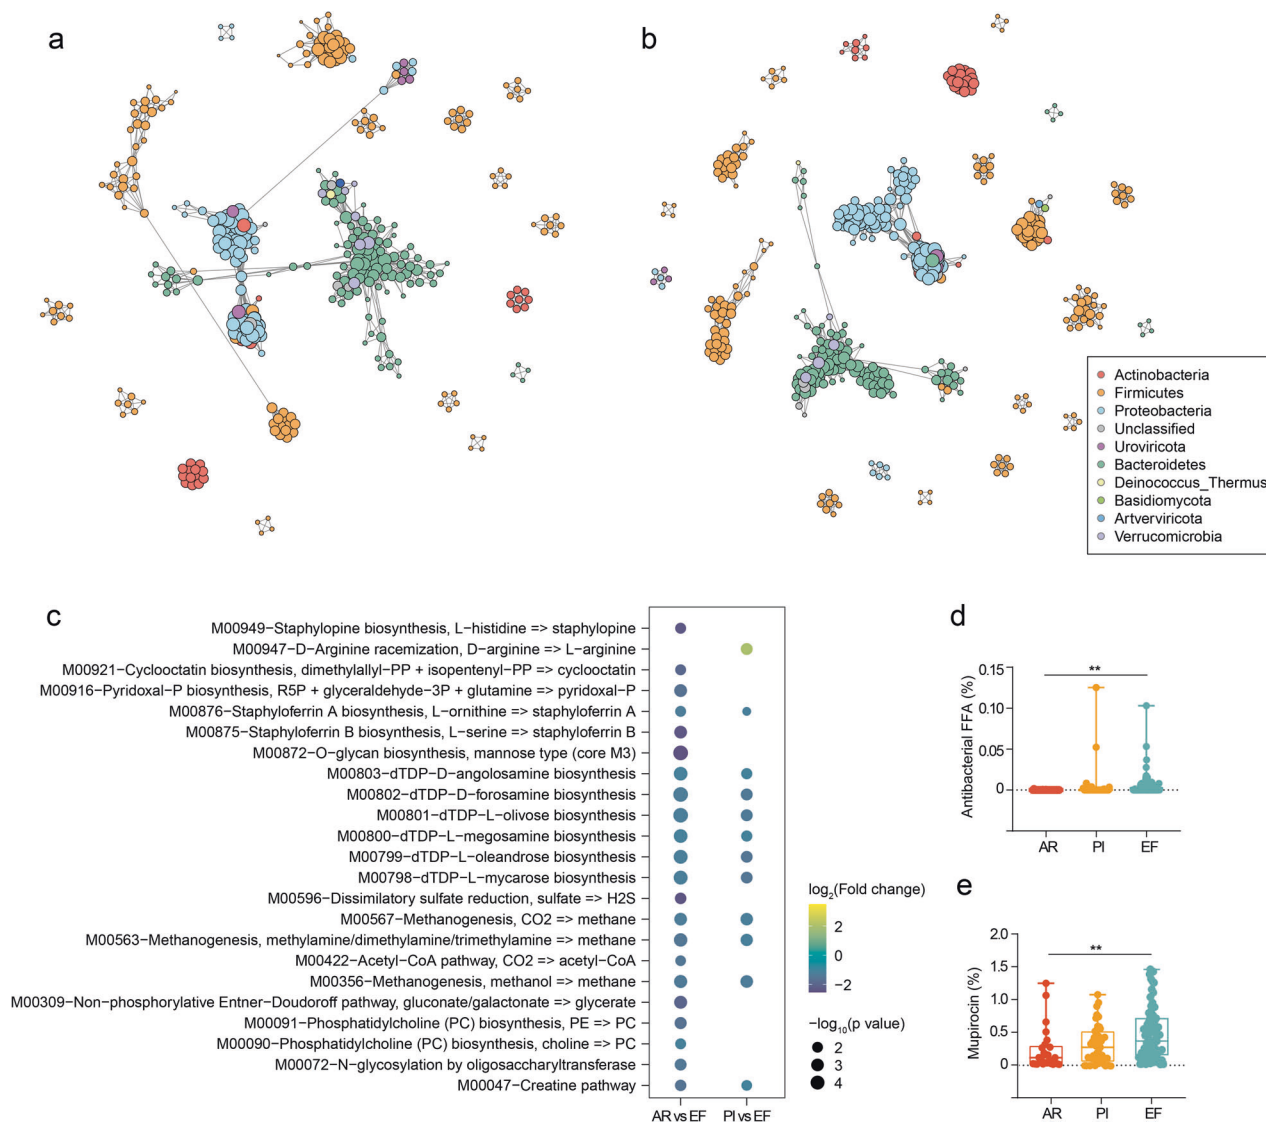 a
b
Actinobacteria
Firmicutes
Proteobacteria
Unclassified
Uroviricota
Bacteroidetes
Deinococcus_Thermus
Basidiomycota
Artverviricota
Verrucomicrobia
c
M00949−Staphylopine biosynthesis, L−histidine => staphylopine
M00947−D−Arginine racemization, D−arginine => L−arginine
M00921−Cyclooctatin biosynthesis, dimethylallyl−PP + isopentenyl−PP => cyclooctatin
M00916−Pyridoxal−P biosynthesis, R5P + glyceraldehyde−3P + glutamine => pyridoxal−P
M00876−Staphyloferrin A biosynthesis, L−ornithine => staphyloferrin A
M00875−Staphyloferrin B biosynthesis, L−serine => staphyloferrin B
M00872−O−glycan biosynthesis, mannose type (core M3)
M00803−dTDP−D−angolosamine biosynthesis
M00802−dTDP−D−forosamine biosynthesis
M00801−dTDP−L−olivose biosynthesis
M00800−dTDP−L−megosamine biosynthesis
M00799−dTDP−L−oleandrose biosynthesis
M00798−dTDP−L−mycarose biosynthesis
M00596−Dissimilatory sulfate reduction, sulfate => H2S
M00567−Methanogenesis, CO2 => methane
M00563−Methanogenesis, methylamine/dimethylamine/trimethylamine => methane
M00422−Acetyl−CoA pathway, CO2 => acetyl−CoA
M00356−Methanogenesis, methanol => methane
M00309−Non−phosphorylative Entner−Doudoroff pathway, gluconate/galactonate => glycerate
M00091−Phosphatidylcholine (PC) biosynthesis, PE => PC
M00090−Phosphatidylcholine (PC) biosynthesis, choline => PC
M00072−N−glycosylation by oligosaccharyltransferase
M00047−Creatine pathway
AR vs EF
PI vs EF
log2(Fold change)
2
0
−2
−log10(p value)
2
3
4
d
Antibacterial FFA (%)
0.15
0.10
0.05
0
**
AR
PI
EF
e
Mupirocin (%)
2.0
1.5
1.0
0.5
0
**
AR
PI
EF